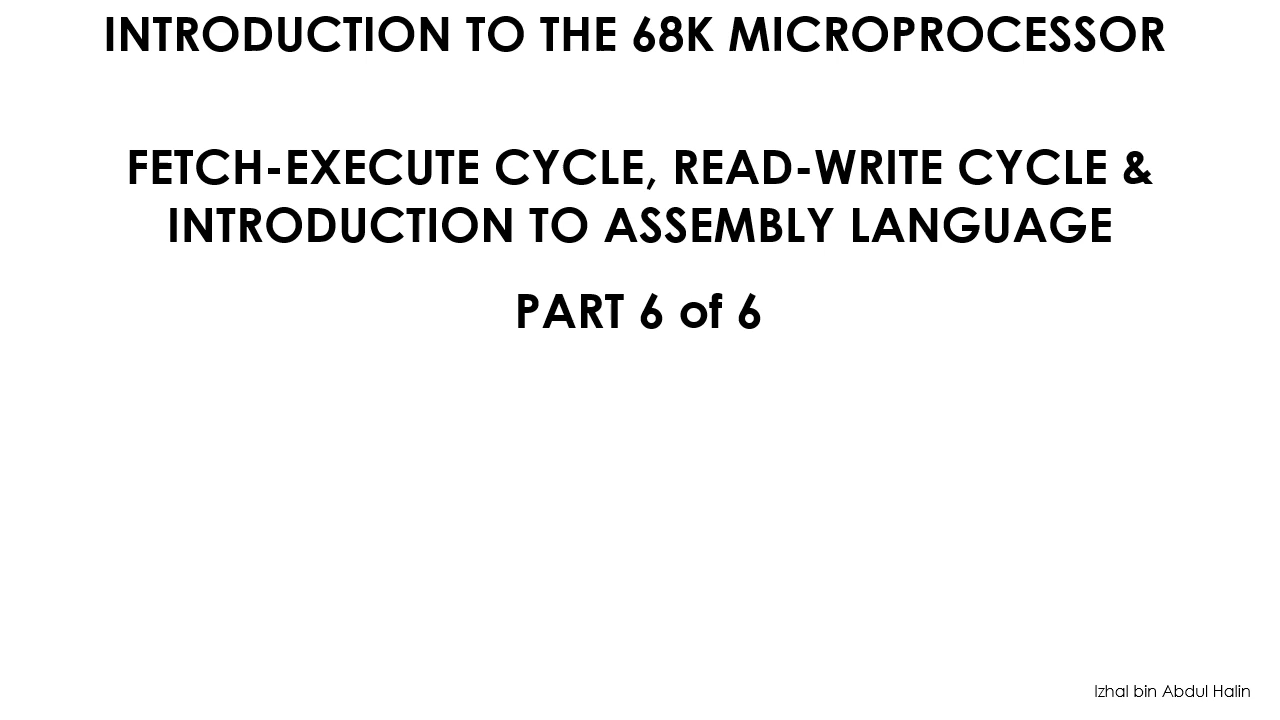 INTRODUCTION TO THE 68K MICROPROCESSOR
FETCH-EXECUTE CYCLE, READ-WRITE CYCLE &
INTRODUCTION TO ASSEMBLY LANGUAGE
PART 6 of 6
Izhal bin Abdul Halin